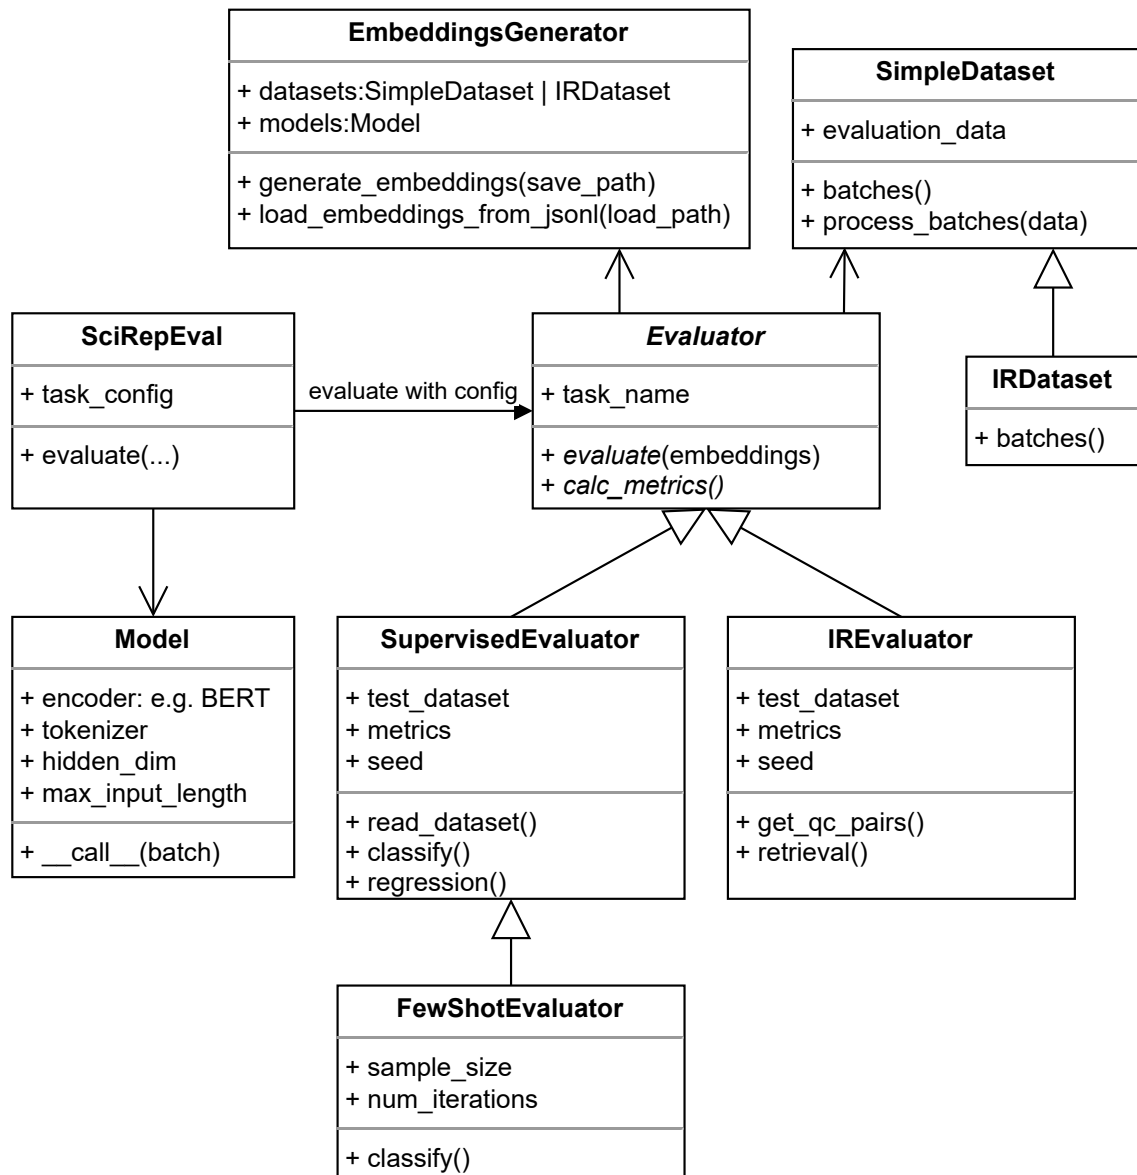 EmbeddingsGenerator
+ datasets:SimpleDataset | IRDataset
+ models:Model
+ generate_embeddings(save_path)
+ load_embeddings_from_jsonl(load_path)
SimpleDataset
+ evaluation_data
+ batches()
+ process_batches(data)
SciRepEval
+ task_config
+ evaluate(...)
evaluate with config
Evaluator
+ task_name
+ evaluate(embeddings)
+ calc_metrics()
IRDataset
+ batches()
Model
+ encoder: e.g. BERT
+ tokenizer
+ hidden_dim
+ max_input_length
+ __call__(batch)
SupervisedEvaluator
+ test_dataset
+ metrics
+ seed
+ read_dataset()
+ classify()
+ regression()
IREvaluator
+ test_dataset
+ metrics
+ seed
+ get_qc_pairs()
+ retrieval()
FewShotEvaluator
+ sample_size
+ num_iterations
+ classify()